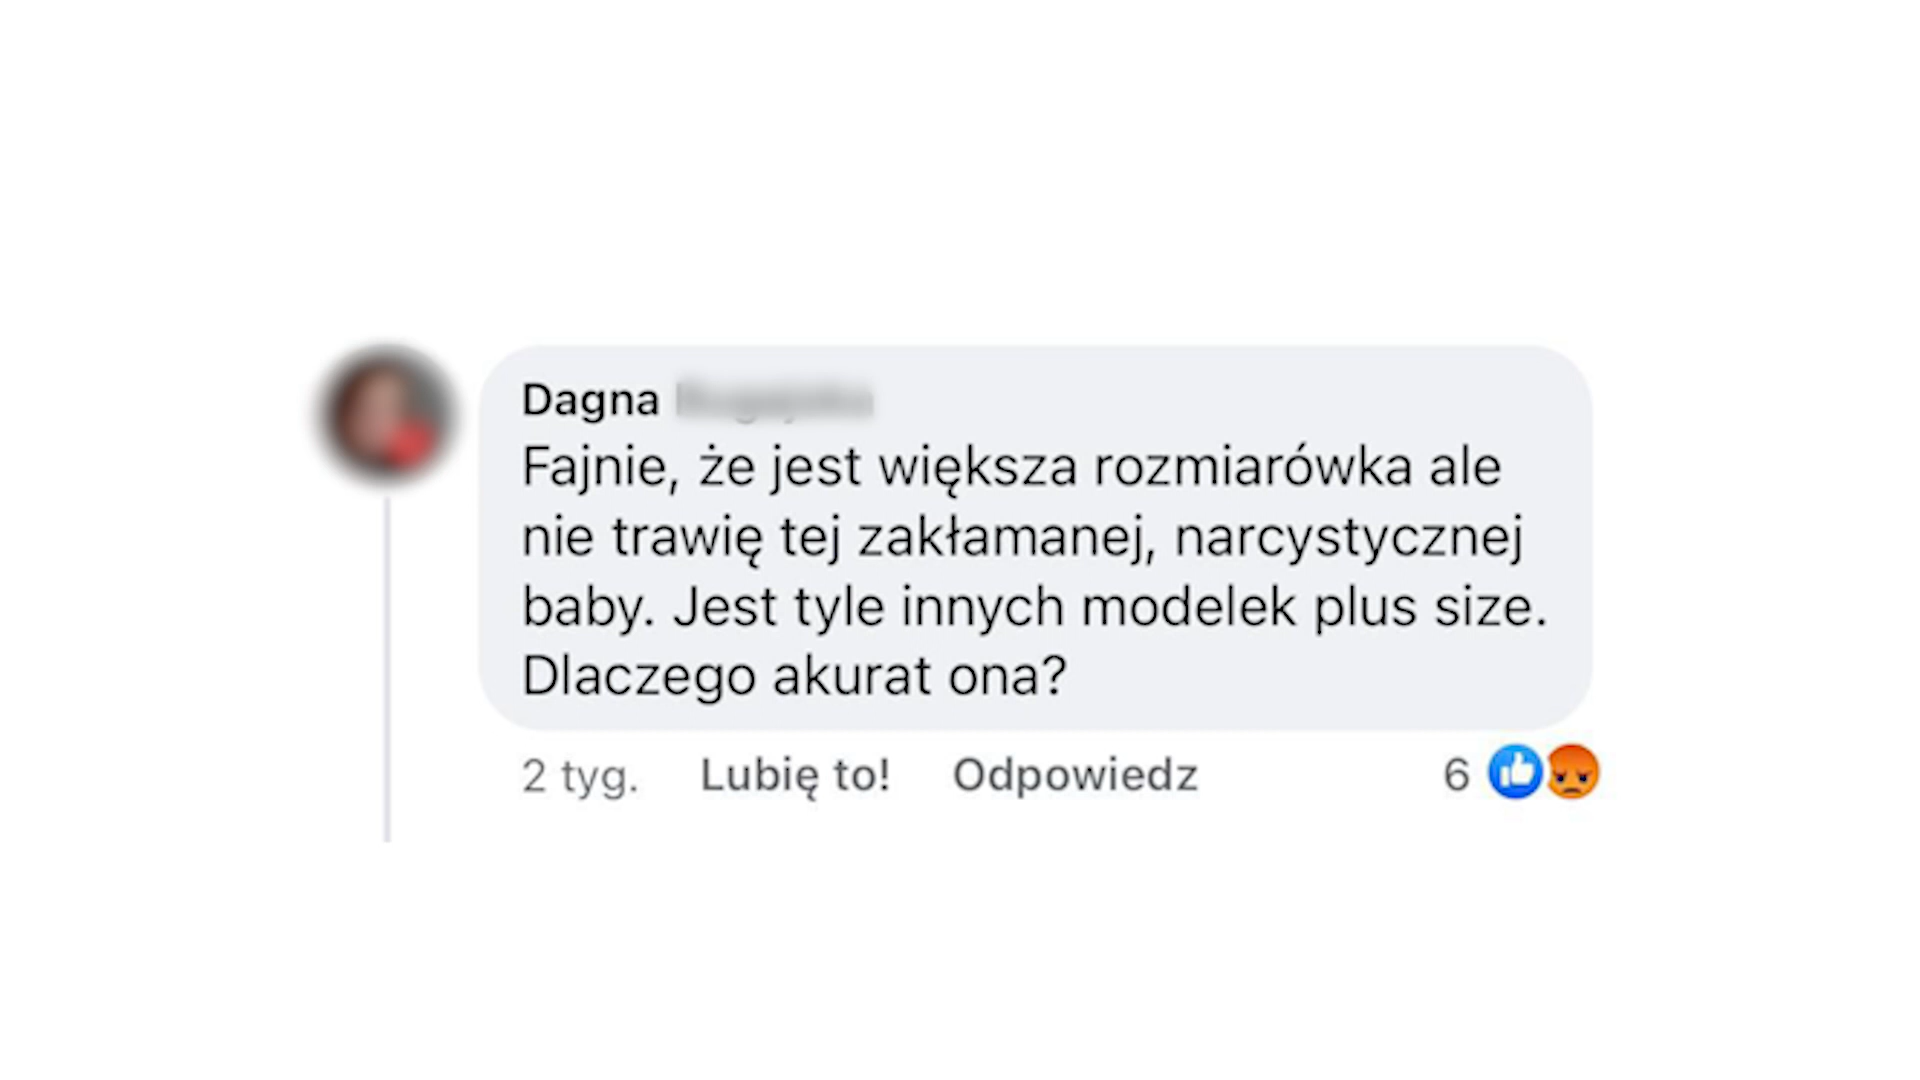 Dagna
Fajnie, że jest większa rozmiarówka ale
nie trawię tej zakłamanej, narcystycznej
baby. Jest tyle innych modelek plus size.
Dlaczego akurat ona?
2 tyg. Lubię to! Odpowiedz 6